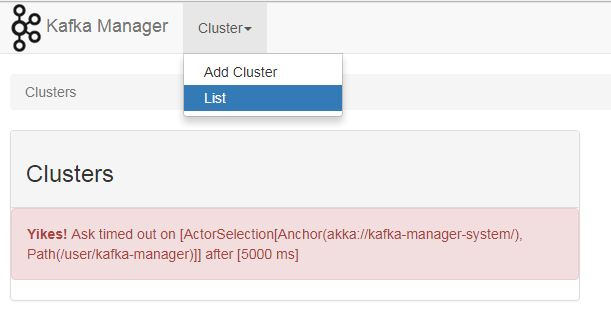 Kafka Manager
Cluster
Add Cluster
List
Clusters
Clusters
Yikes! Ask timed out on [ActorSelection[Anchor(akka://kafka-manager-system/),
Path(/user/kafka-manager)]] after [5000 ms]